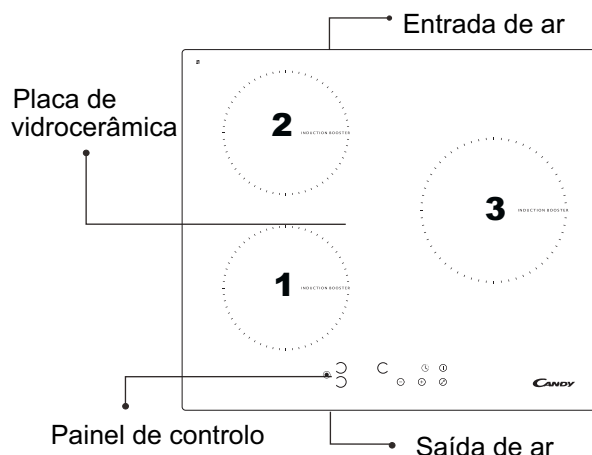 Entrada de ar
Placa de
vidrocerâmica
2
INDUCTION BOOSTER
3
INDUCTION BOOSTER
1
INDUCTION BOOSTER
CANDY
Painel de controlo
Saída de ar